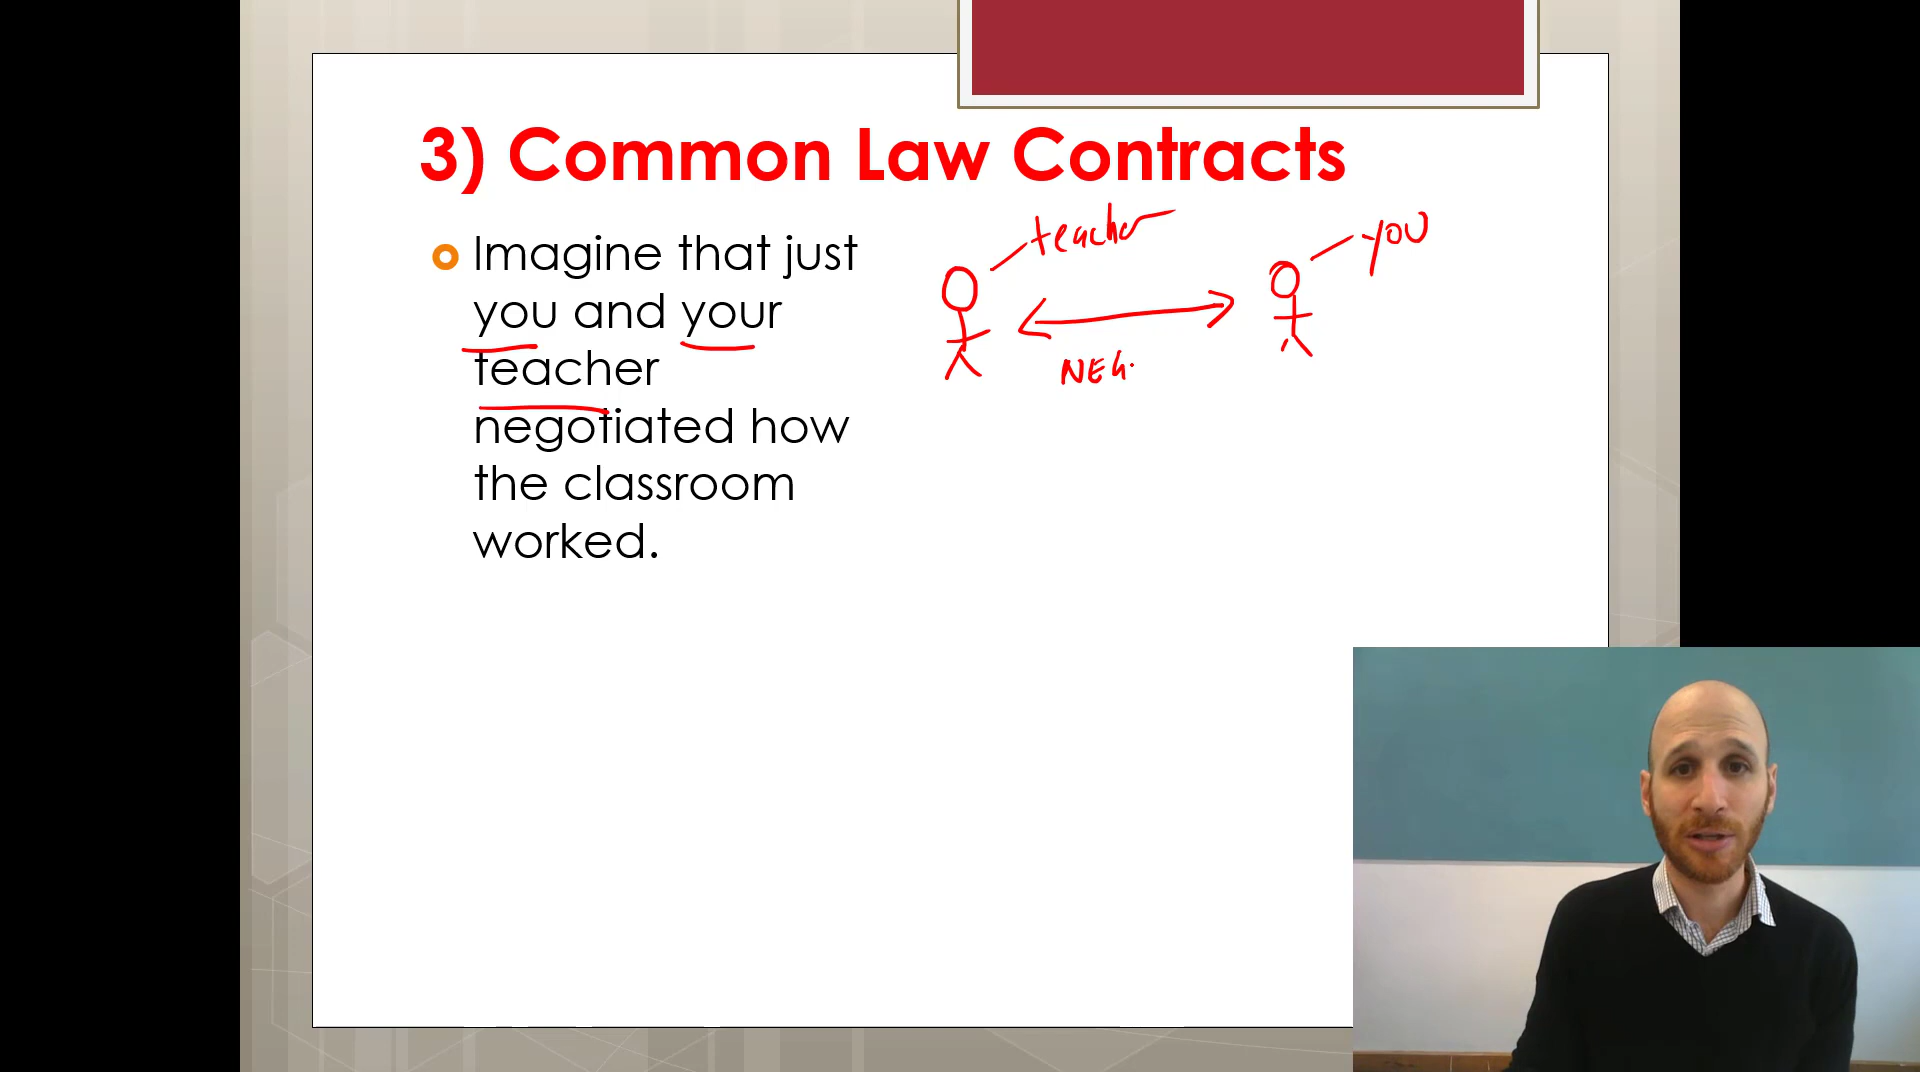 3) Common Law Contracts
Imagine that just
you and your
teacher
negotiated how
the classroom
worked.
teacher
you
NEG.